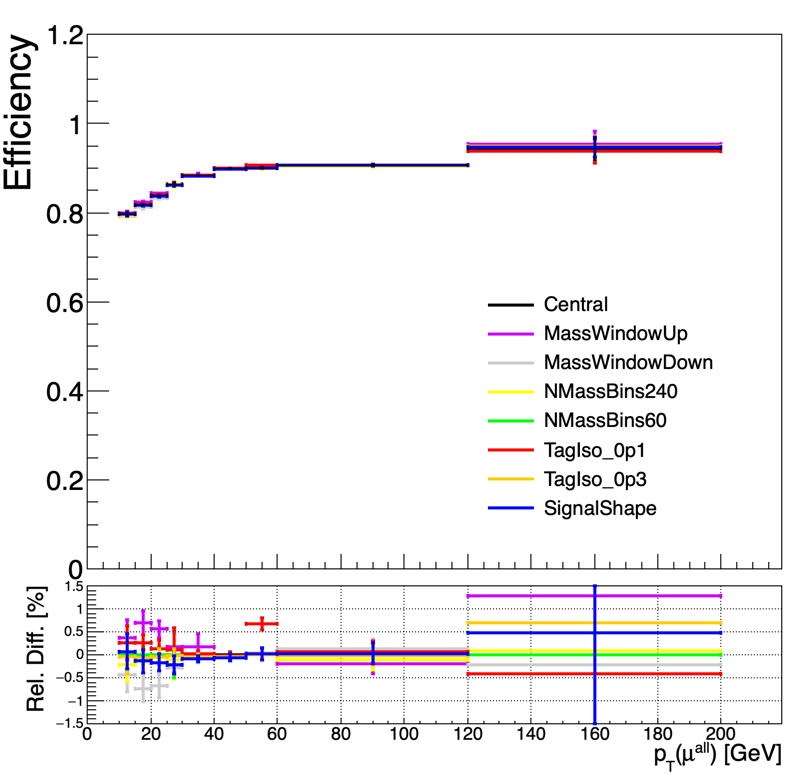 Efficiency
1.2
1
0.8
0.6
0.4
0.2
0
Central
MassWindowUp
MassWindowDown
NMassBins240
NMassBins60
TagIso_0p1
TagIso_0p3
SignalShape
Rel. Diff. [%]
1.5
1
0.5
0
−0.5
−1
−1.5
0 20 40 60 80 100 120 140 160 180 200
p_T(μ^all) [GeV]